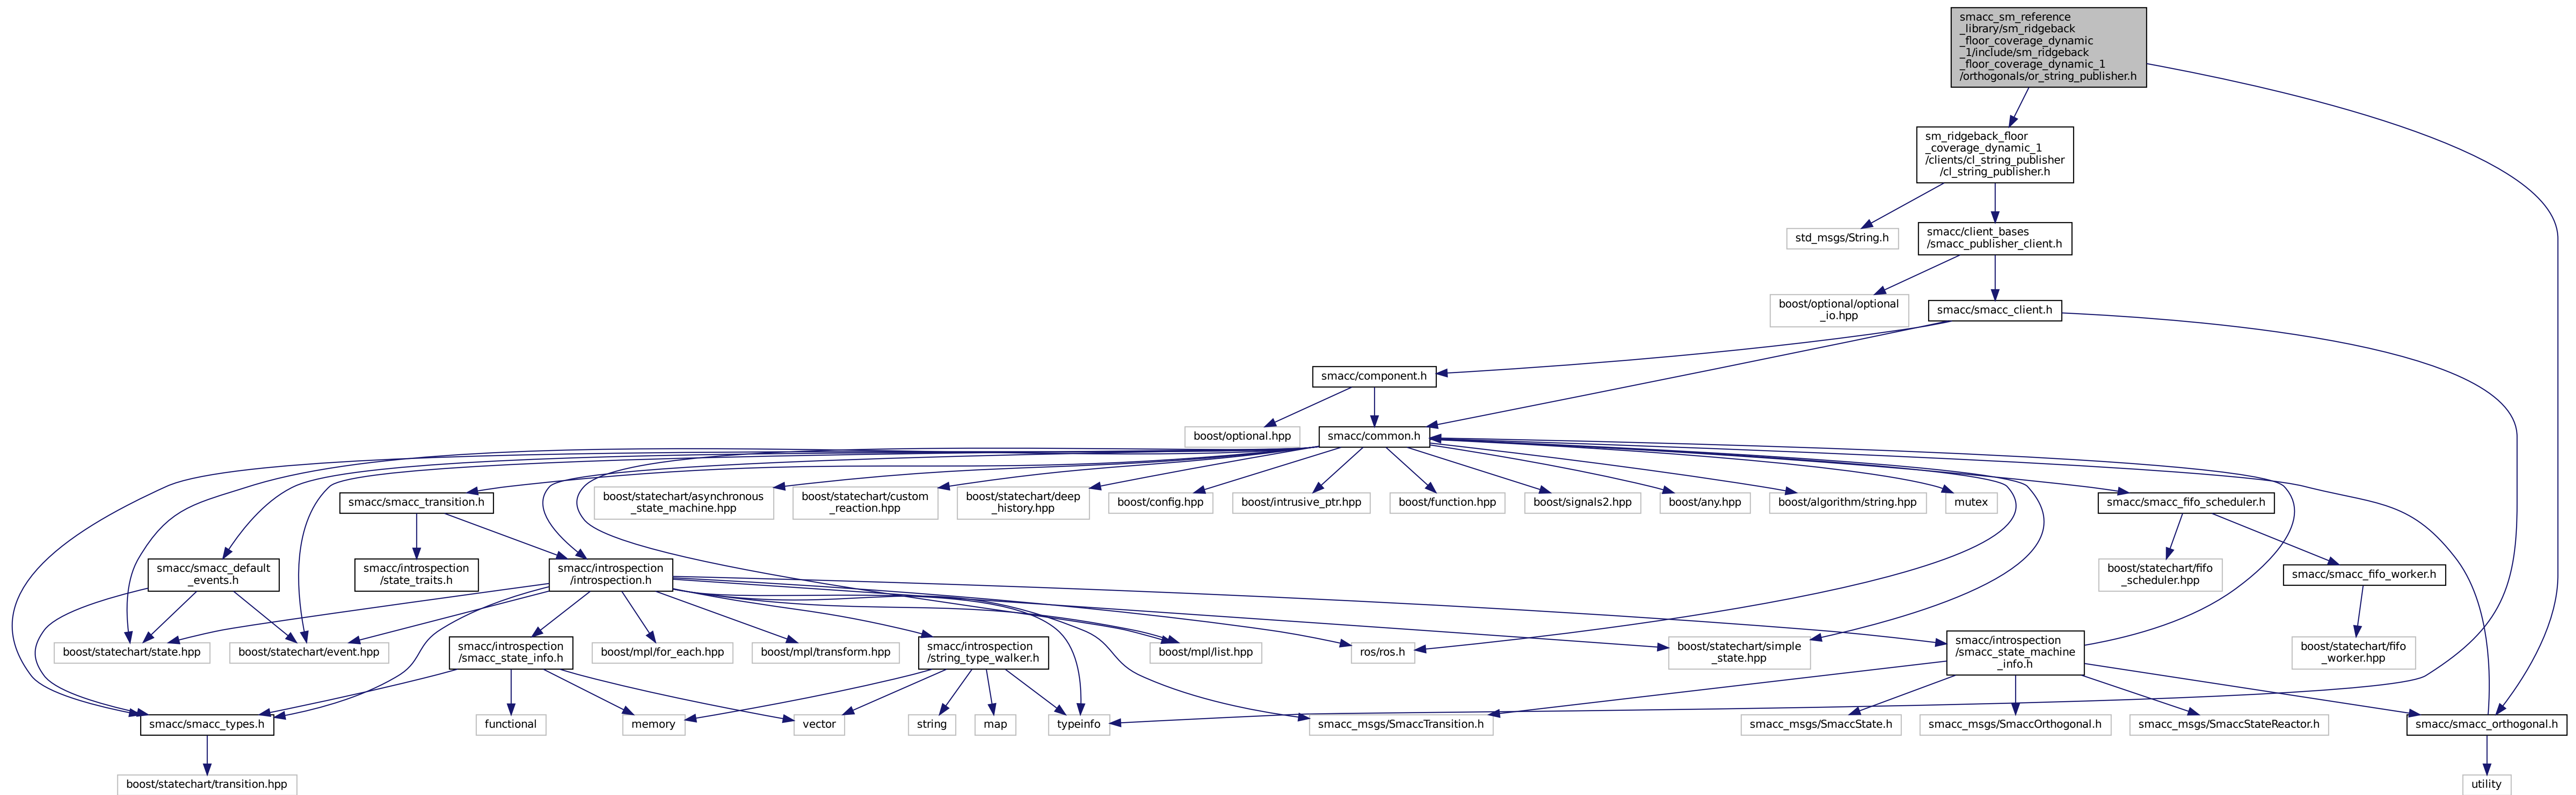 smacc_sm_reference
_library/sm_ridgeback
_floor_coverage_dynamic
_1/include/sm_ridgeback
_floor_coverage_dynamic_1
/orthogonals/or_string_publisher.h
sm_ridgeback_floor
_coverage_dynamic_1
/clients/cl_string_publisher
/cl_string_publisher.h
std_msgs/String.h
smacc/client_bases
/smacc_publisher_client.h
boost/optional/optional
_io.hpp
smacc/smacc_client.h
smacc/component.h
boost/optional.hpp
smacc/common.h
smacc/smacc_transition.h
boost/statechart/asynchronous
_state_machine.hpp
boost/statechart/custom
_reaction.hpp
boost/statechart/deep
_history.hpp
boost/config.hpp
boost/intrusive_ptr.hpp
boost/function.hpp
boost/signals2.hpp
boost/any.hpp
boost/algorithm/string.hpp
mutex
smacc/smacc_fifo_scheduler.h
smacc/smacc_default
_events.h
smacc/introspection
/state_traits.h
smacc/introspection
/introspection.h
boost/statechart/fifo
_scheduler.hpp
smacc/smacc_fifo_worker.h
boost/statechart/state.hpp
boost/statechart/event.hpp
smacc/introspection
/smacc_state_info.h
boost/mpl/for_each.hpp
boost/mpl/transform.hpp
smacc/introspection
/string_type_walker.h
boost/mpl/list.hpp
ros/ros.h
boost/statechart/simple
_state.hpp
smacc/introspection
/smacc_state_machine
_info.h
boost/statechart/fifo
_worker.hpp
smacc/smacc_types.h
functional
memory
vector
string
map
typeinfo
smacc_msgs/SmaccTransition.h
smacc_msgs/SmaccState.h
smacc_msgs/SmaccOrthogonal.h
smacc_msgs/SmaccStateReactor.h
smacc/smacc_orthogonal.h
boost/statechart/transition.hpp
utility